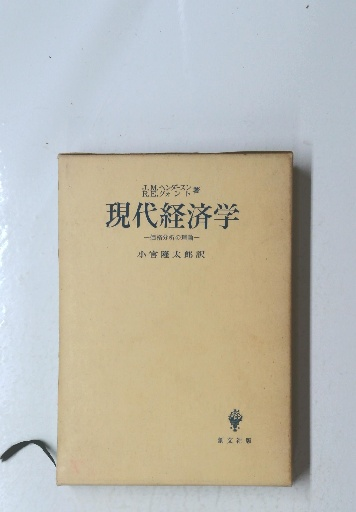 J.M.ヘンダースン
R.E.クォント 著
現代経済学
―価格分析の理論―
小宮隆太郎訳
創文社版